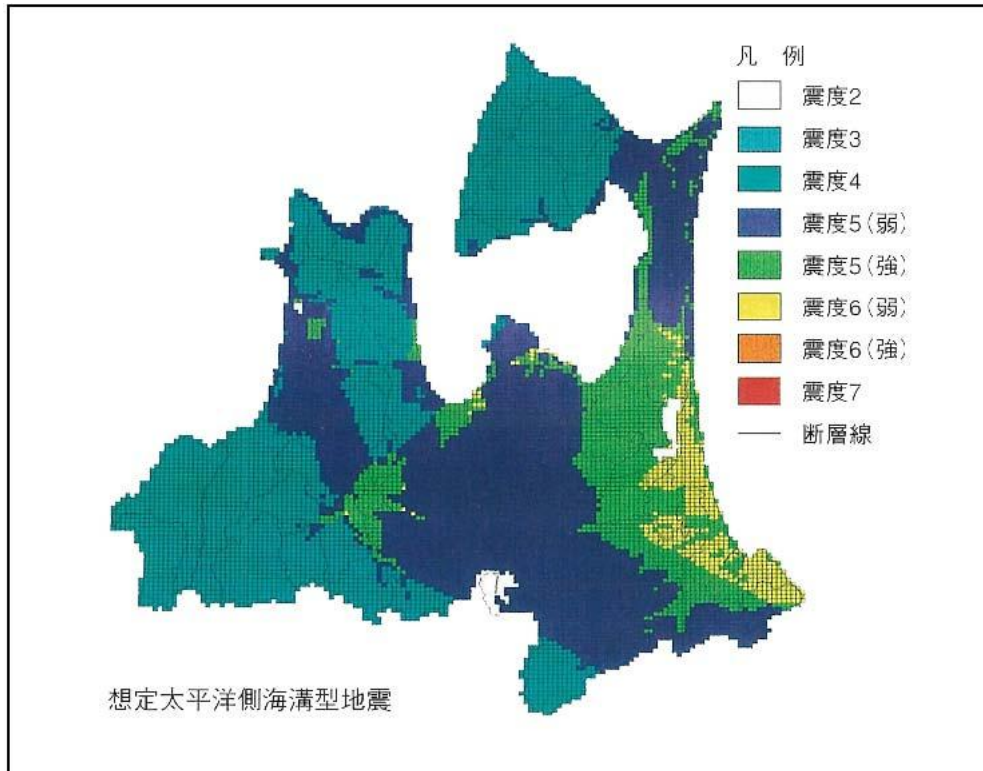 凡 例
震度2
震度3
震度4
震度5(弱)
震度5(強)
震度6(弱)
震度6(強)
震度7
断層線
想定太平洋側海溝型地震